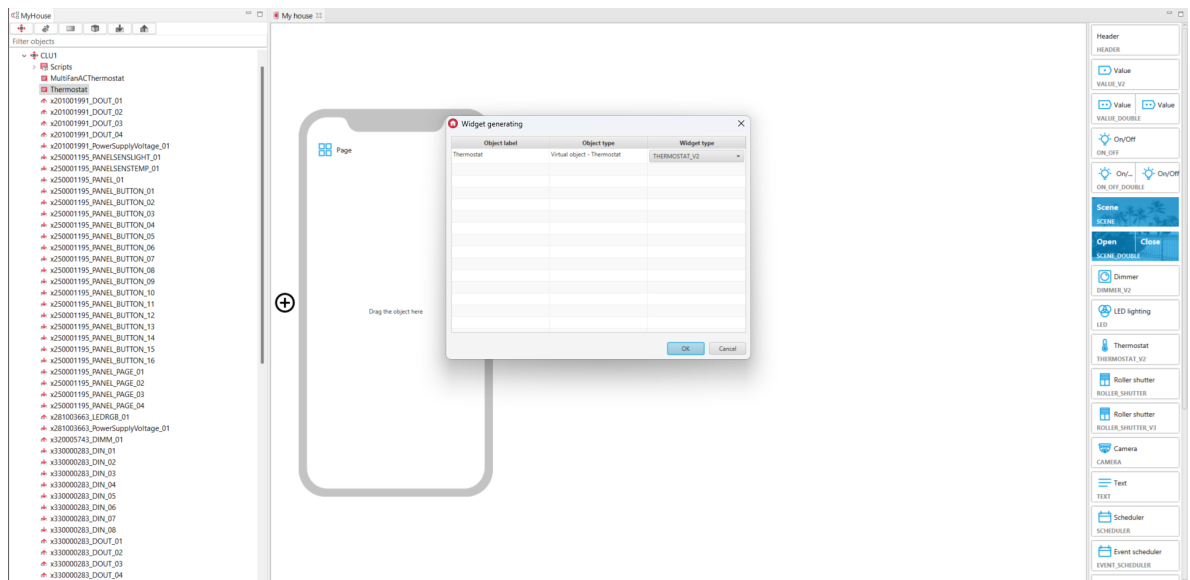 MyHouse
Filter objects
CLU1
Scripts
MultiFanACThermostat
Thermostat
x201001991_DOUT_01
x201001991_DOUT_02
x201001991_DOUT_03
x201001991_DOUT_04
x201001991_PowerSupplyVoltage_01
x250001195_PANELSENSLIGHT_01
x250001195_PANELSENSTEMP_01
x250001195_PANEL_01
x250001195_PANEL_BUTTON_01
x250001195_PANEL_BUTTON_02
x250001195_PANEL_BUTTON_03
x250001195_PANEL_BUTTON_04
x250001195_PANEL_BUTTON_05
x250001195_PANEL_BUTTON_06
x250001195_PANEL_BUTTON_07
x250001195_PANEL_BUTTON_08
x250001195_PANEL_BUTTON_09
x250001195_PANEL_BUTTON_10
x250001195_PANEL_BUTTON_11
x250001195_PANEL_BUTTON_12
x250001195_PANEL_BUTTON_13
x250001195_PANEL_BUTTON_14
x250001195_PANEL_BUTTON_15
x250001195_PANEL_BUTTON_16
x250001195_PANEL_PAGE_01
x250001195_PANEL_PAGE_02
x250001195_PANEL_PAGE_03
x250001195_PANEL_PAGE_04
x281003663_LEDRGB_01
x281003663_PowerSupplyVoltage_01
x320005743_DIMM_01
x330000283_DIN_01
x330000283_DIN_02
x330000283_DIN_03
x330000283_DIN_04
x330000283_DIN_05
x330000283_DIN_06
x330000283_DIN_07
x330000283_DIN_08
x330000283_DOUT_01
x330000283_DOUT_02
x330000283_DOUT_03
x330000283_DOUT_04
My house
Page
Drag the object here
Widget generating
Object label Object type Widget type
Thermostat Virtual object - Thermostat THERMOSTAT_V2
OK Cancel
Header
HEADER
Value
VALUE_V2
Value Value
VALUE_DOUBLE
On/Off
ON_OFF
On/... On/Off
ON_OFF_DOUBLE
Scene
SCENE
Open Close
SCENE_DOUBLE
Dimmer
DIMMER_V2
LED lighting
LED
Thermostat
THERMOSTAT_V2
Roller shutter
ROLLER_SHUTTER
Roller shutter
ROLLER_SHUTTER_V3
Camera
CAMERA
Text
TEXT
Scheduler
SCHEDULER
Event scheduler
EVENT_SCHEDULER